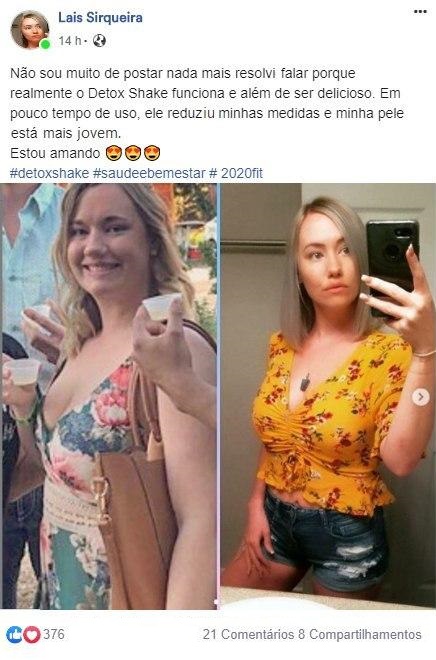 Lais Sirqueira
14 h ·
Não sou muito de postar nada mais resolvi falar porque
realmente o Detox Shake funciona e além de ser delicioso. Em
pouco tempo de uso, ele reduziu minhas medidas e minha pele
está mais jovem.
Estou amando 😍😍😍
#detoxshake #saudeebemestar # 2020fit
376
21 Comentários 8 Compartilhamentos